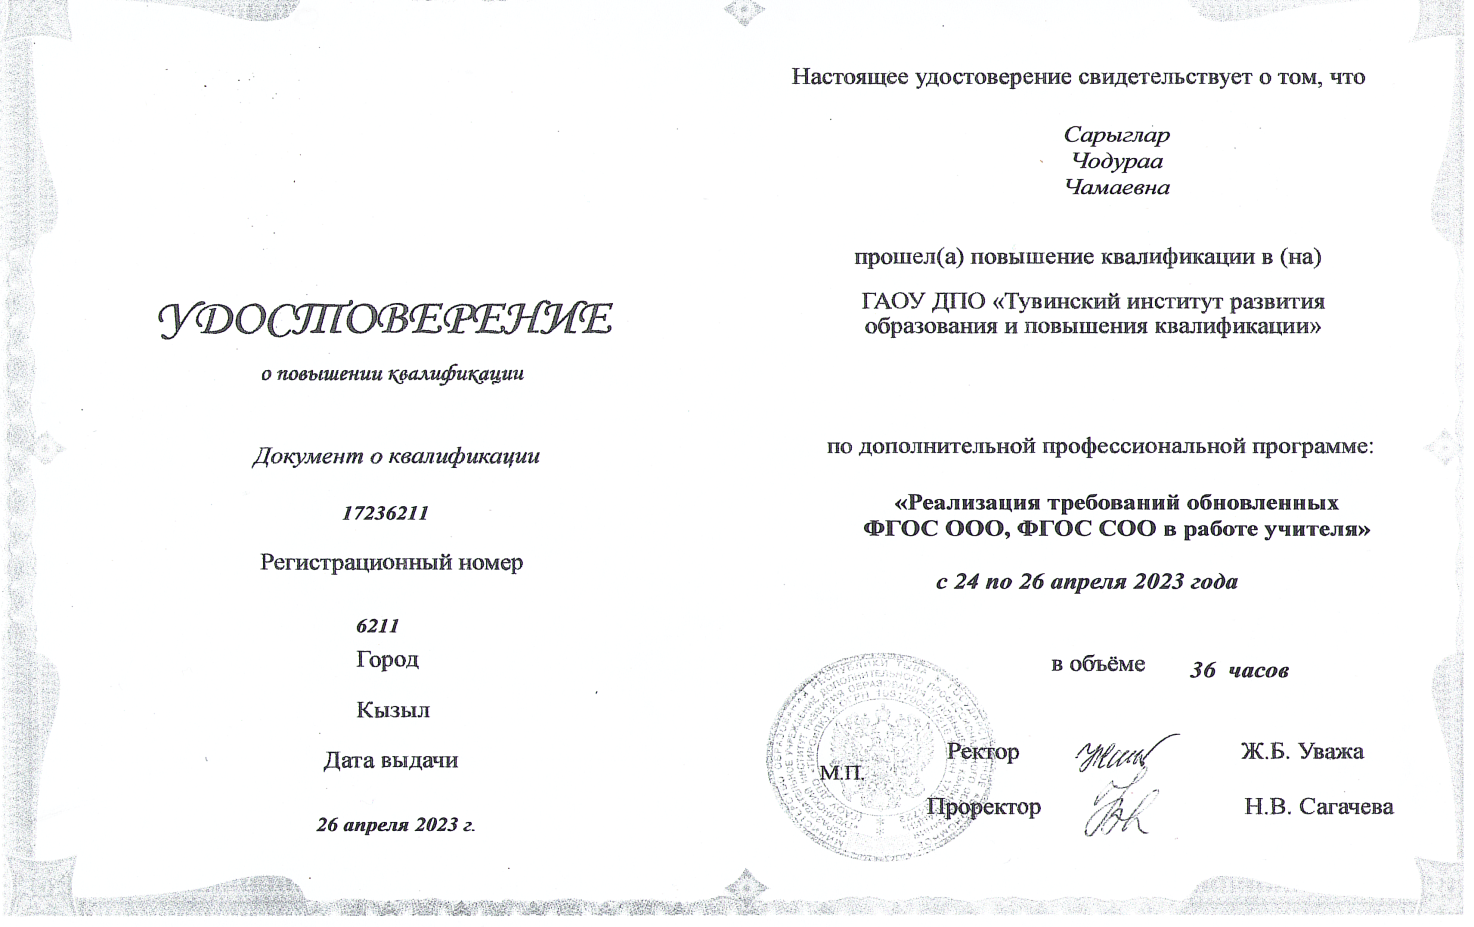 УДОСТОВЕРЕНИЕ
о повышении квалификации
Документ о квалификации
17236211
Регистрационный номер
6211
Город
Кызыл
Дата выдачи
26 апреля 2023 г.
Настоящее удостоверение свидетельствует о том, что
Сарыглар
Чодураа
Чамаевна
прошел(а) повышение квалификации в (на)
ГАОУ ДПО «Тувинский институт развития
образования и повышения квалификации»
по дополнительной профессиональной программе:
«Реализация требований обновленных
ФГОС ООО, ФГОС СОО в работе учителя»
с 24 по 26 апреля 2023 года
в объёме 36 часов
М.П.
Ректор Ж.Б. Уважа
Проректор Н.В. Сагачева